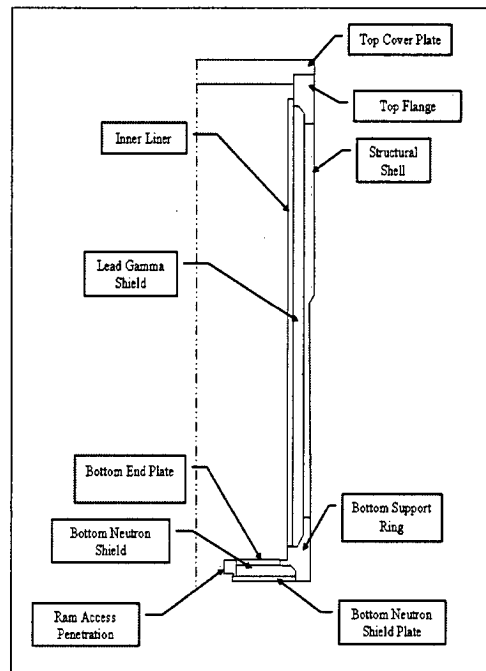 Top Cover Plate
Top Flange
Inner Liner
Structural
Shell
Lead Gamma
Shield
Bottom End Plate
Bottom Support
Ring
Bottom Neutron
Shield
Ram Access
Penetration
Bottom Neutron
Shield Plate